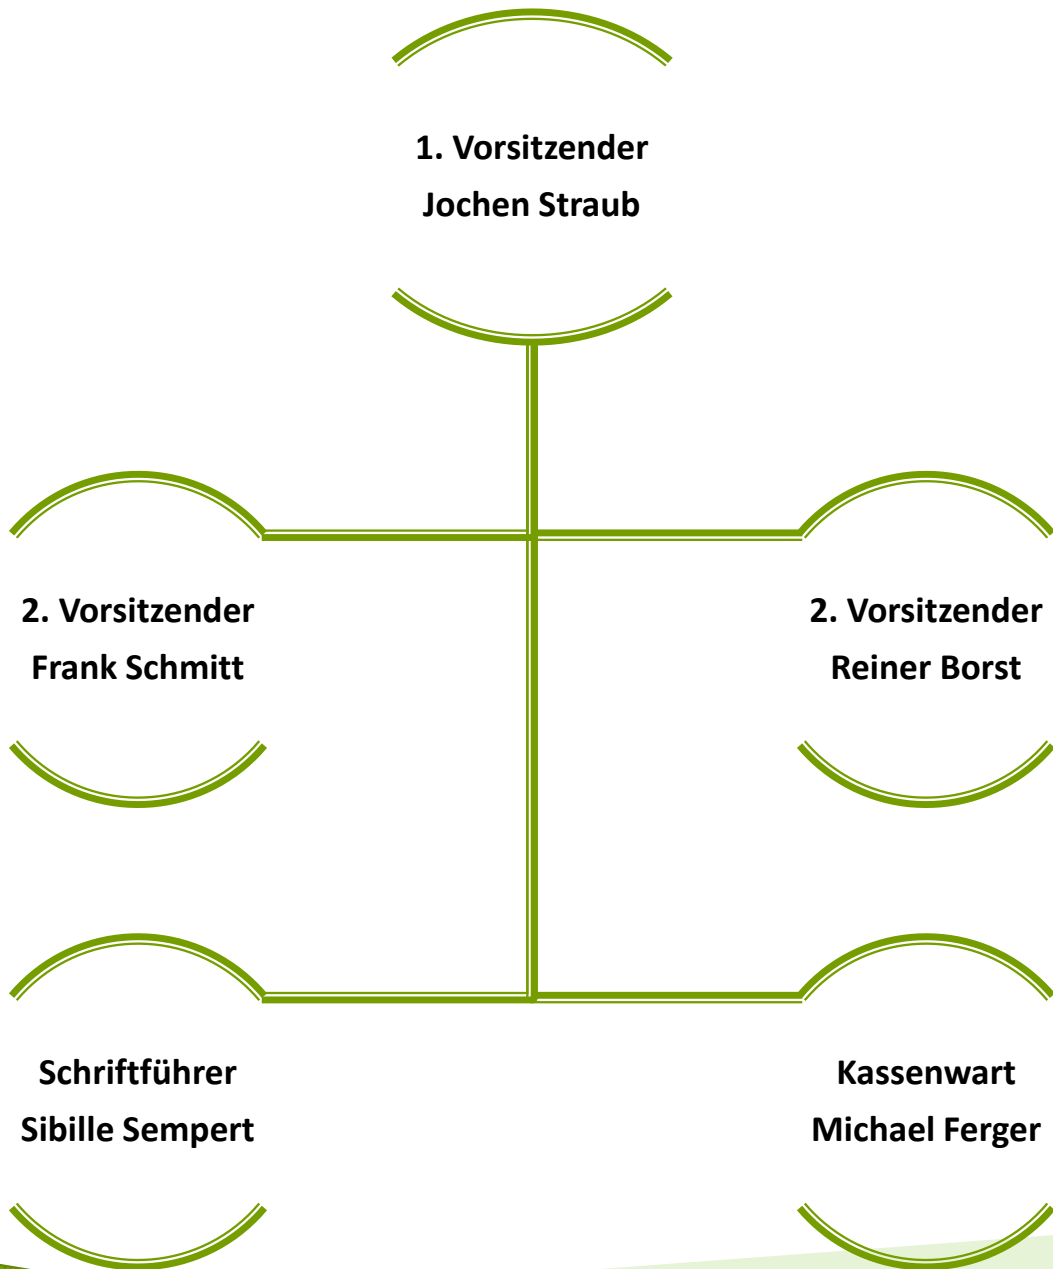 1. Vorsitzender
Jochen Straub
2. Vorsitzender
Frank Schmitt
2. Vorsitzender
Reiner Borst
Schriftführer
Sibille Sempert
Kassenwart
Michael Ferger